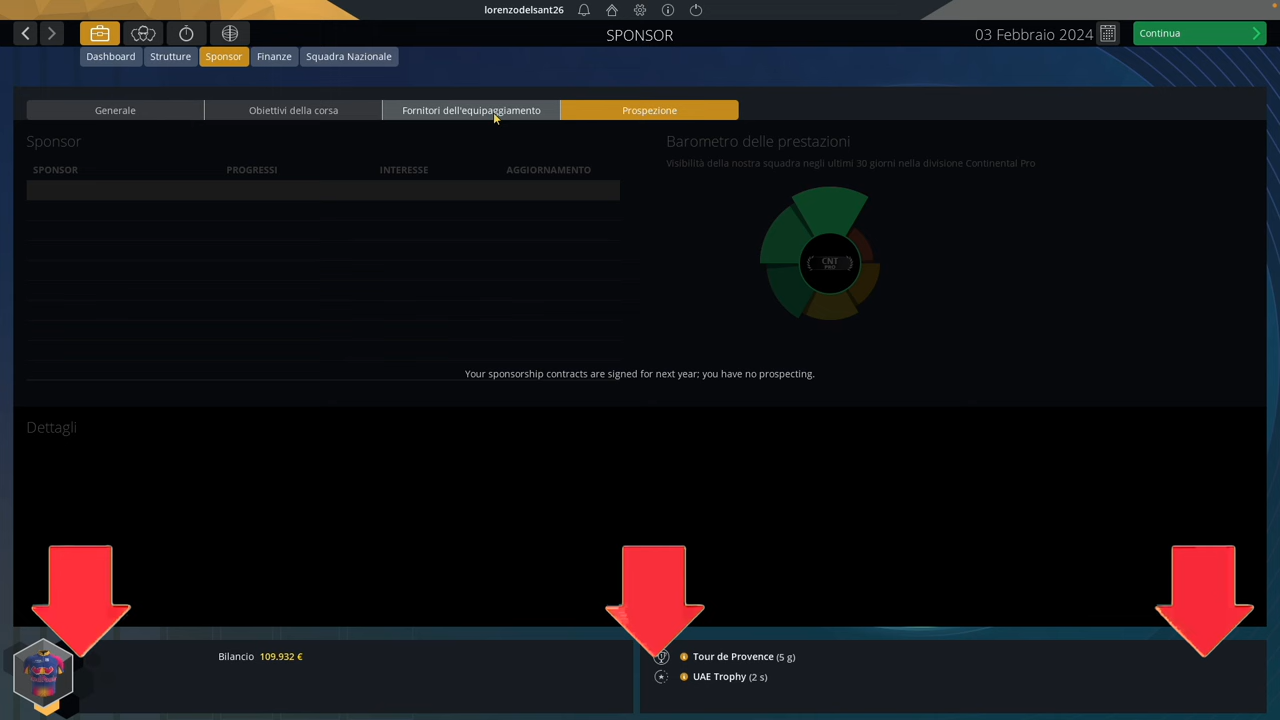 lorenzodelsant26
SPONSOR
03 Febbraio 2024
Continua
Dashboard
Strutture
Sponsor
Finanze
Squadra Nazionale
Generale
Obiettivi della corsa
Fornitori dell'equipaggiamento
Prospezione
Sponsor
SPONSOR PROGRESSI INTERESSE AGGIORNAMENTO
Barometro delle prestazioni
Visibilità della nostra squadra negli ultimi 30 giorni nella divisione Continental Pro
CNT
PRO
Your sponsorship contracts are signed for next year; you have no prospecting.
Dettagli
Bilancio 109.932 €
Tour de Provence (5 g)
UAE Trophy (2 s)